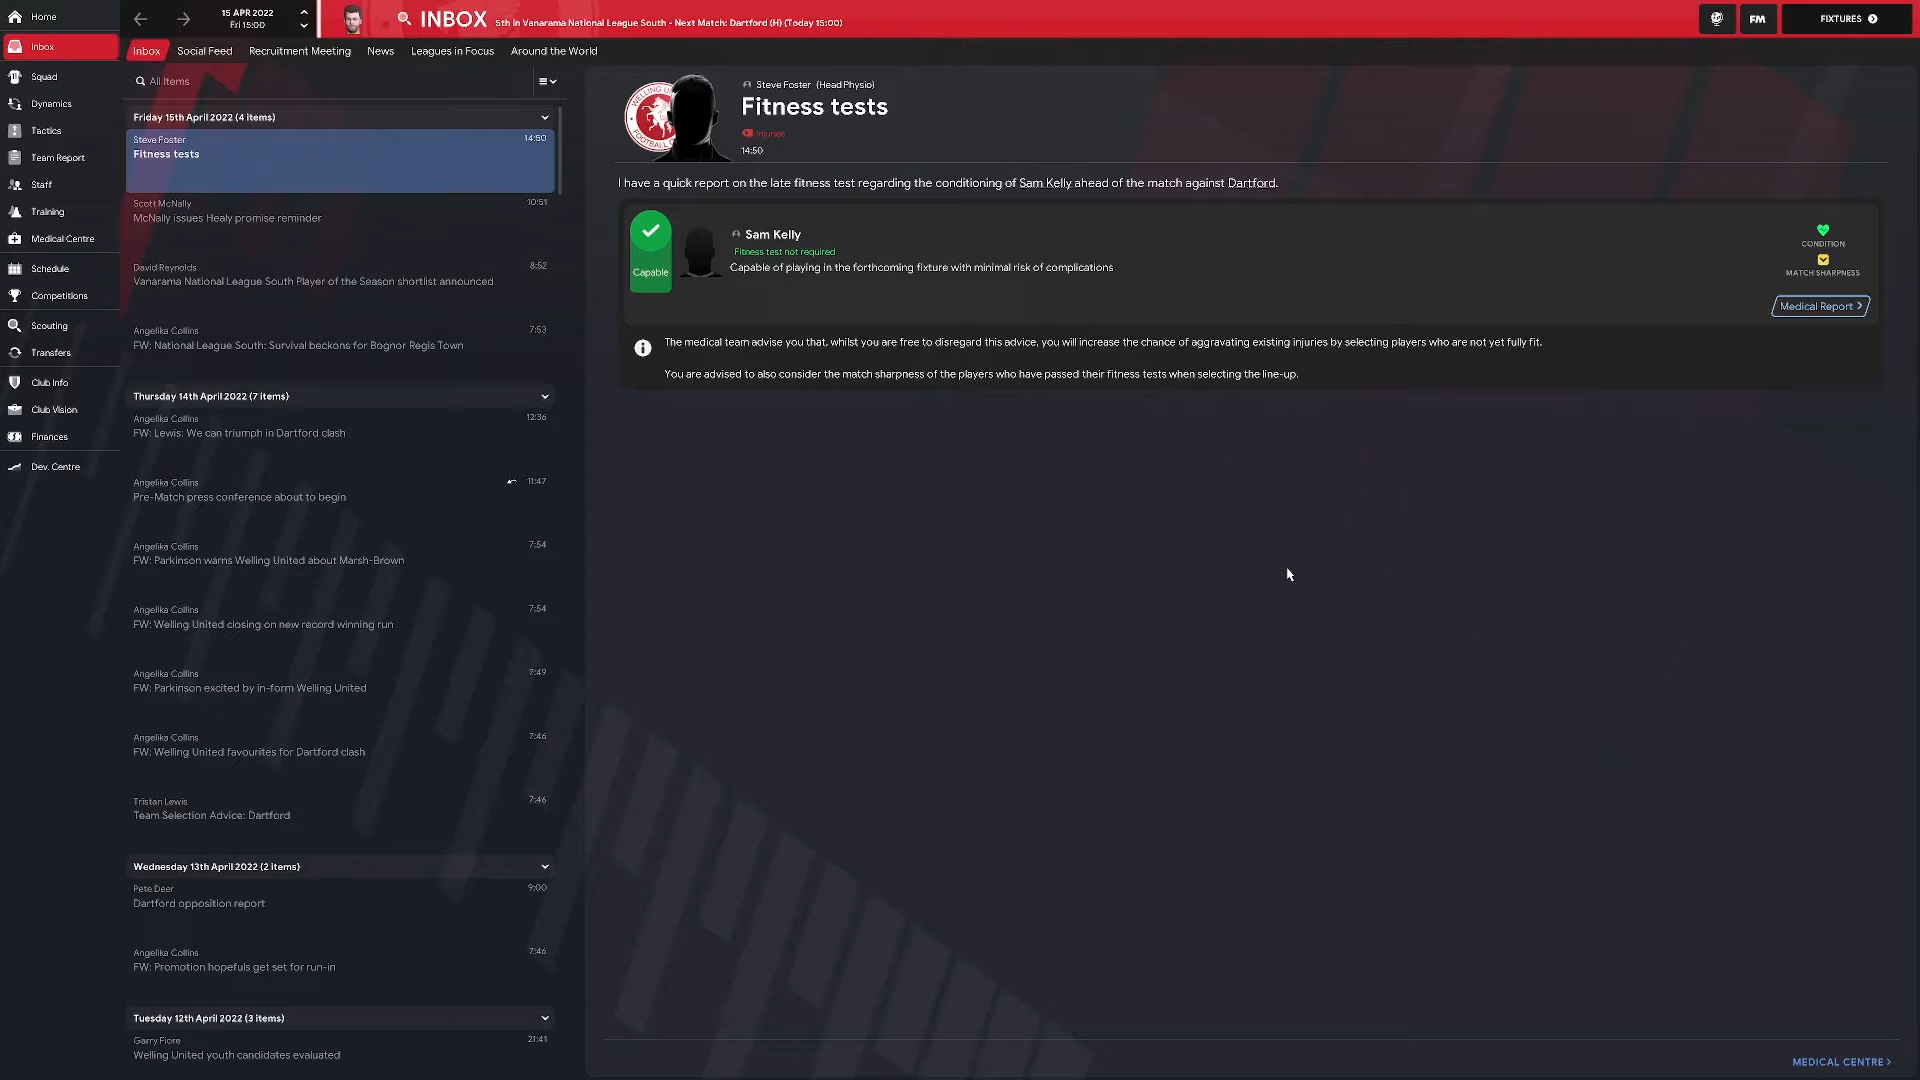 15 APR 2022
Fri 15:00
INBOX
5th in Vanarama National League South - Next Match: Dartford (H) (Today 15:00)
FM
FIXTURES
Home
Inbox
Squad
Dynamics
Tactics
Team Report
Staff
Training
Medical Centre
Schedule
Competitions
Scouting
Transfers
Club Info
Club Vision
Finances
Dev. Centre
Inbox
Social Feed
Recruitment Meeting
News
Leagues in Focus
Around the World
All Items
Friday 15th April 2022 (4 items)
Steve Foster 14:50
Fitness tests
Scott McNally 10:51
McNally issues Healy promise reminder
David Reynolds 8:52
Vanarama National League South Player of the Season shortlist announced
Angelika Collins 7:53
FW: National League South: Survival beckons for Bognor Regis Town
Thursday 14th April 2022 (7 items)
Angelika Collins 12:36
FW: Lewis: We can triumph in Dartford clash
Angelika Collins 11:47
Pre-Match press conference about to begin
Angelika Collins 7:54
FW: Parkinson warns Welling United about Marsh-Brown
Angelika Collins 7:54
FW: Welling United closing on new record winning run
Angelika Collins 7:49
FW: Parkinson excited by in-form Welling United
Angelika Collins 7:46
FW: Welling United favourites for Dartford clash
Tristan Lewis 7:46
Team Selection Advice: Dartford
Wednesday 13th April 2022 (2 items)
Pete Deer 9:00
Dartford opposition report
Angelika Collins 7:46
FW: Promotion hopefuls get set for run-in
Tuesday 12th April 2022 (3 items)
Garry Fiore 21:41
Welling United youth candidates evaluated
Steve Foster (Head Physio)
Fitness tests
Injuries
14:50
I have a quick report on the late fitness test regarding the conditioning of Sam Kelly ahead of the match against Dartford.
Capable
Sam Kelly
Fitness test not required
Capable of playing in the forthcoming fixture with minimal risk of complications
CONDITION
MATCH SHARPNESS
Medical Report
The medical team advise you that, whilst you are free to disregard this advice, you will increase the chance of aggravating existing injuries by selecting players who are not yet fully fit.
You are advised to also consider the match sharpness of the players who have passed their fitness tests when selecting the line-up.
MEDICAL CENTRE